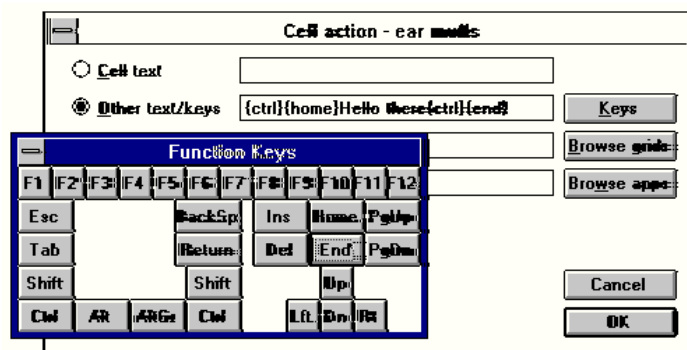 Cell action - ear muffs
Cell text
Other text/keys {ctrl}{home}Hello there{ctrl}{end} Keys
Function Keys
Browse grids
F1 F2 F3 F4 F5 F6 F7 F8 F9 F10 F11 F12
Browse apps
Esc BackSp Ins Home PgUp
Tab Return Del End PgDn
Shift Shift Up
Cancel
Ctrl Alt AltGr Ctrl Lft Dn Rt
OK